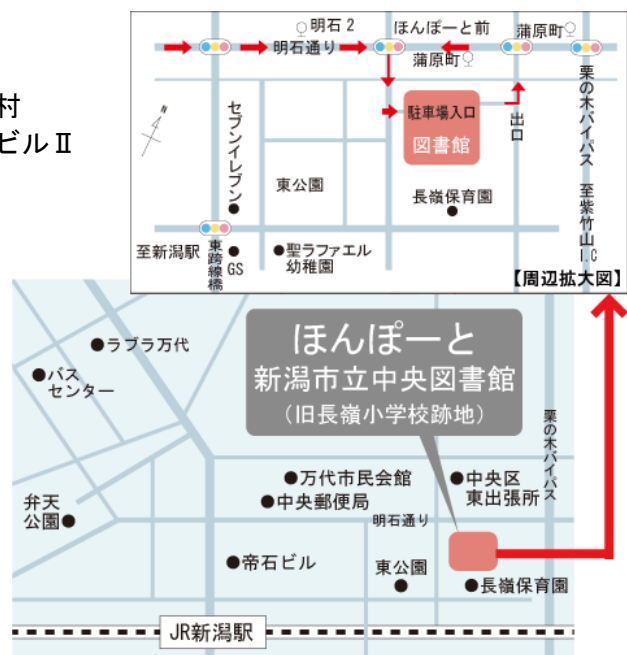 村
ビルⅡ
明石2
ほんぽーと前
蒲原町
明石通り
蒲原町
栗の木バイパス
至紫竹山I.C
駐車場入口
図書館
出口
N
セブンイレブン
東公園
長嶺保育園
至新潟駅
東跨線橋
GS
●聖ラファエル
幼稚園
【周辺拡大図】
ほんぽーと
新潟市立中央図書館
（旧長嶺小学校跡地）
●ラブラ万代
●バス
センター
栗の木バイパス
●万代市民会館
●中央郵便局
●中央区
東出張所
弁天
公園●
明石通り
●帝石ビル
東公園
●長嶺保育園
JR新潟駅